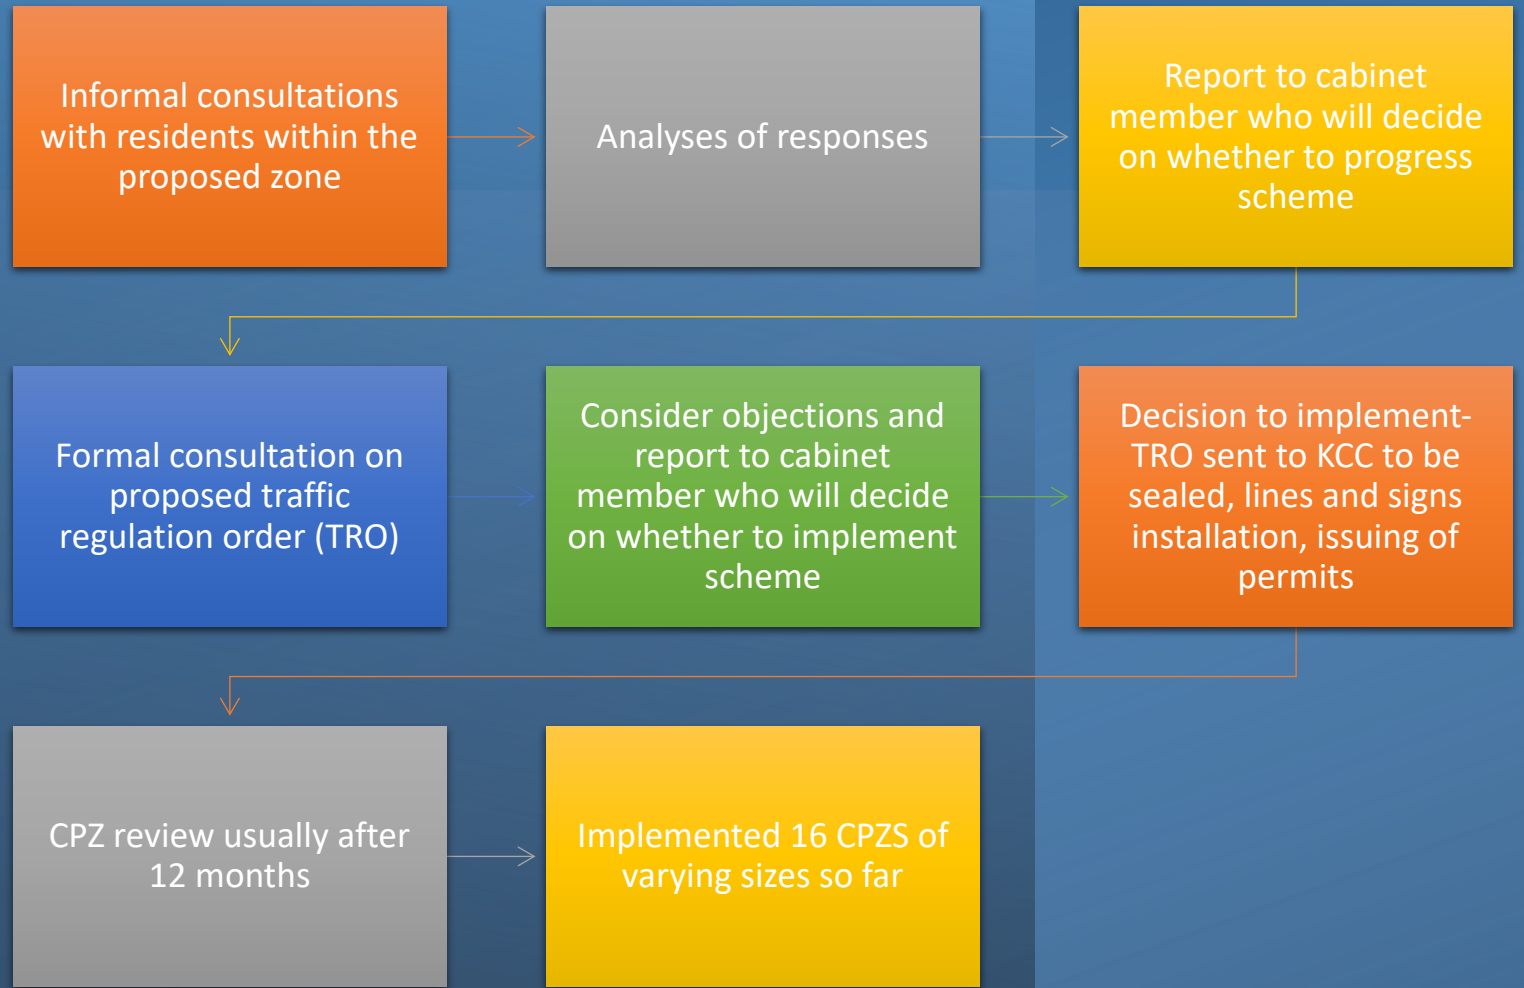 Informal consultations
with residents within the
proposed zone
Analyses of responses
Report to cabinet
member who will decide
on whether to progress
scheme
Formal consultation on
proposed traffic
regulation order (TRO)
Consider objections and
report to cabinet
member who will decide
on whether to implement
scheme
Decision to implement-
TRO sent to KCC to be
sealed, lines and signs
installation, issuing of
permits
CPZ review usually after
12 months
Implemented 16 CPZS of
varying sizes so far